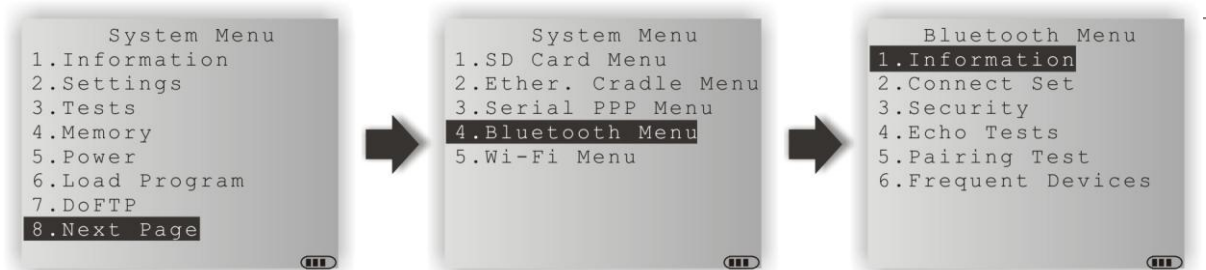 System Menu
1.Information
2.Settings
3.Tests
4.Memory
5.Power
6.Load Program
7.DoFTP
8.Next Page
System Menu
1.SD Card Menu
2.Ether. Cradle Menu
3.Serial PPP Menu
4.Bluetooth Menu
5.Wi-Fi Menu
Bluetooth Menu
1.Information
2.Connect Set
3.Security
4.Echo Tests
5.Pairing Test
6.Frequent Devices